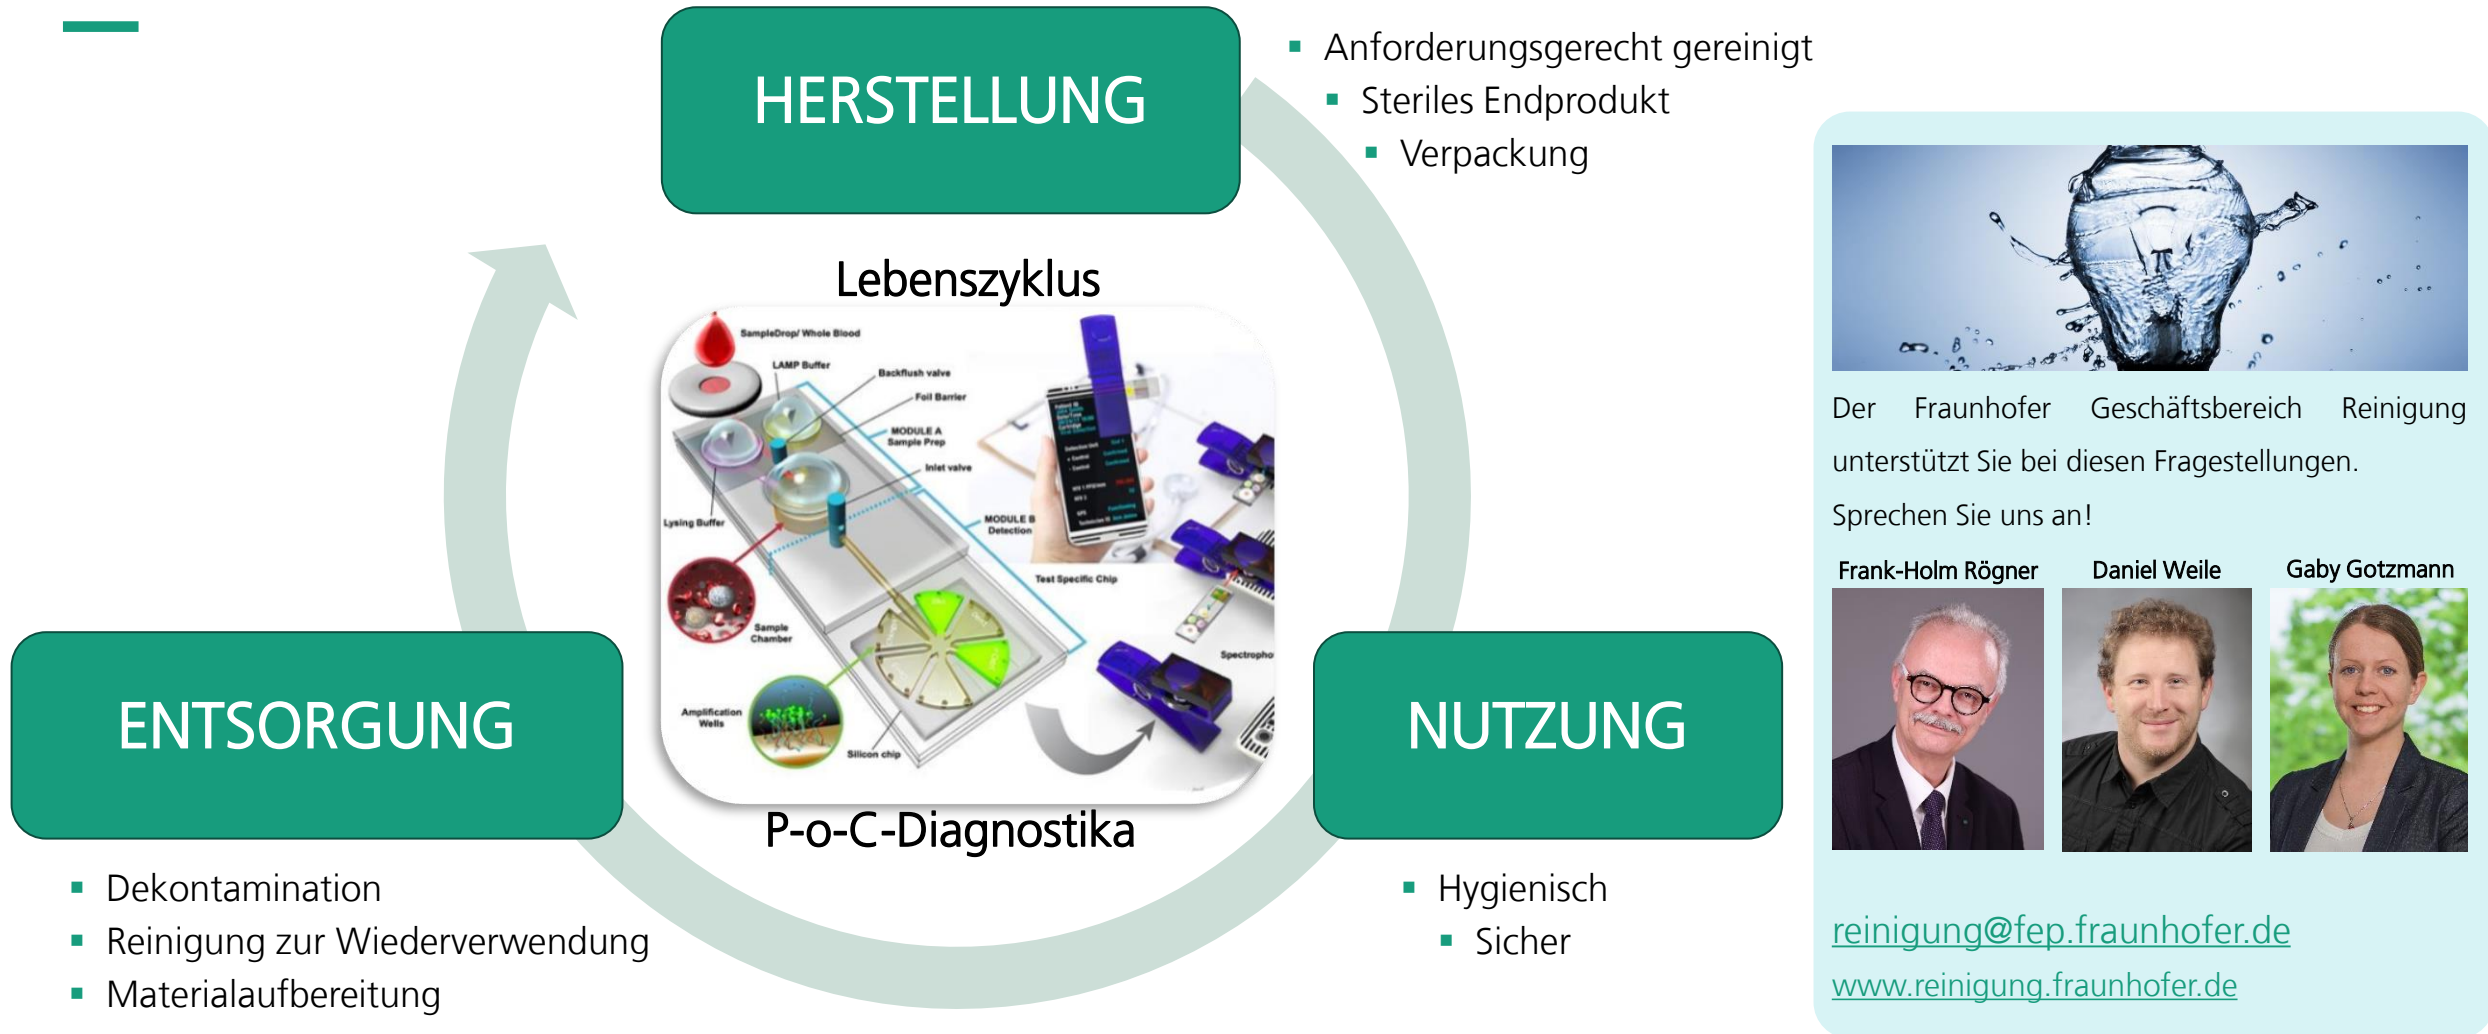 HERSTELLUNG
Anforderungsgerecht gereinigt
Steriles Endprodukt
Verpackung
Lebenszyklus
SampleDrop/ Whole Blood
LAMP Buffer
Backflush valve
Foil Barrier
MODULE A
Sample Prep
Inlet valve
Lysing Buffer
MODULE B
Detection
Test Specific Chip
Sample
Chamber
Spectropho
Amplification
Wells
Silicon chip
P-o-C-Diagnostika
NUTZUNG
Hygienisch
Sicher
ENTSORGUNG
Dekontamination
Reinigung zur Wiederverwendung
Materialaufbereitung
Der Fraunhofer Geschäftsbereich Reinigung
unterstützt Sie bei diesen Fragestellungen.
Sprechen Sie uns an!
Frank-Holm Rögner
Daniel Weile
Gaby Gotzmann
reinigung@fep.fraunhofer.de
www.reinigung.fraunhofer.de